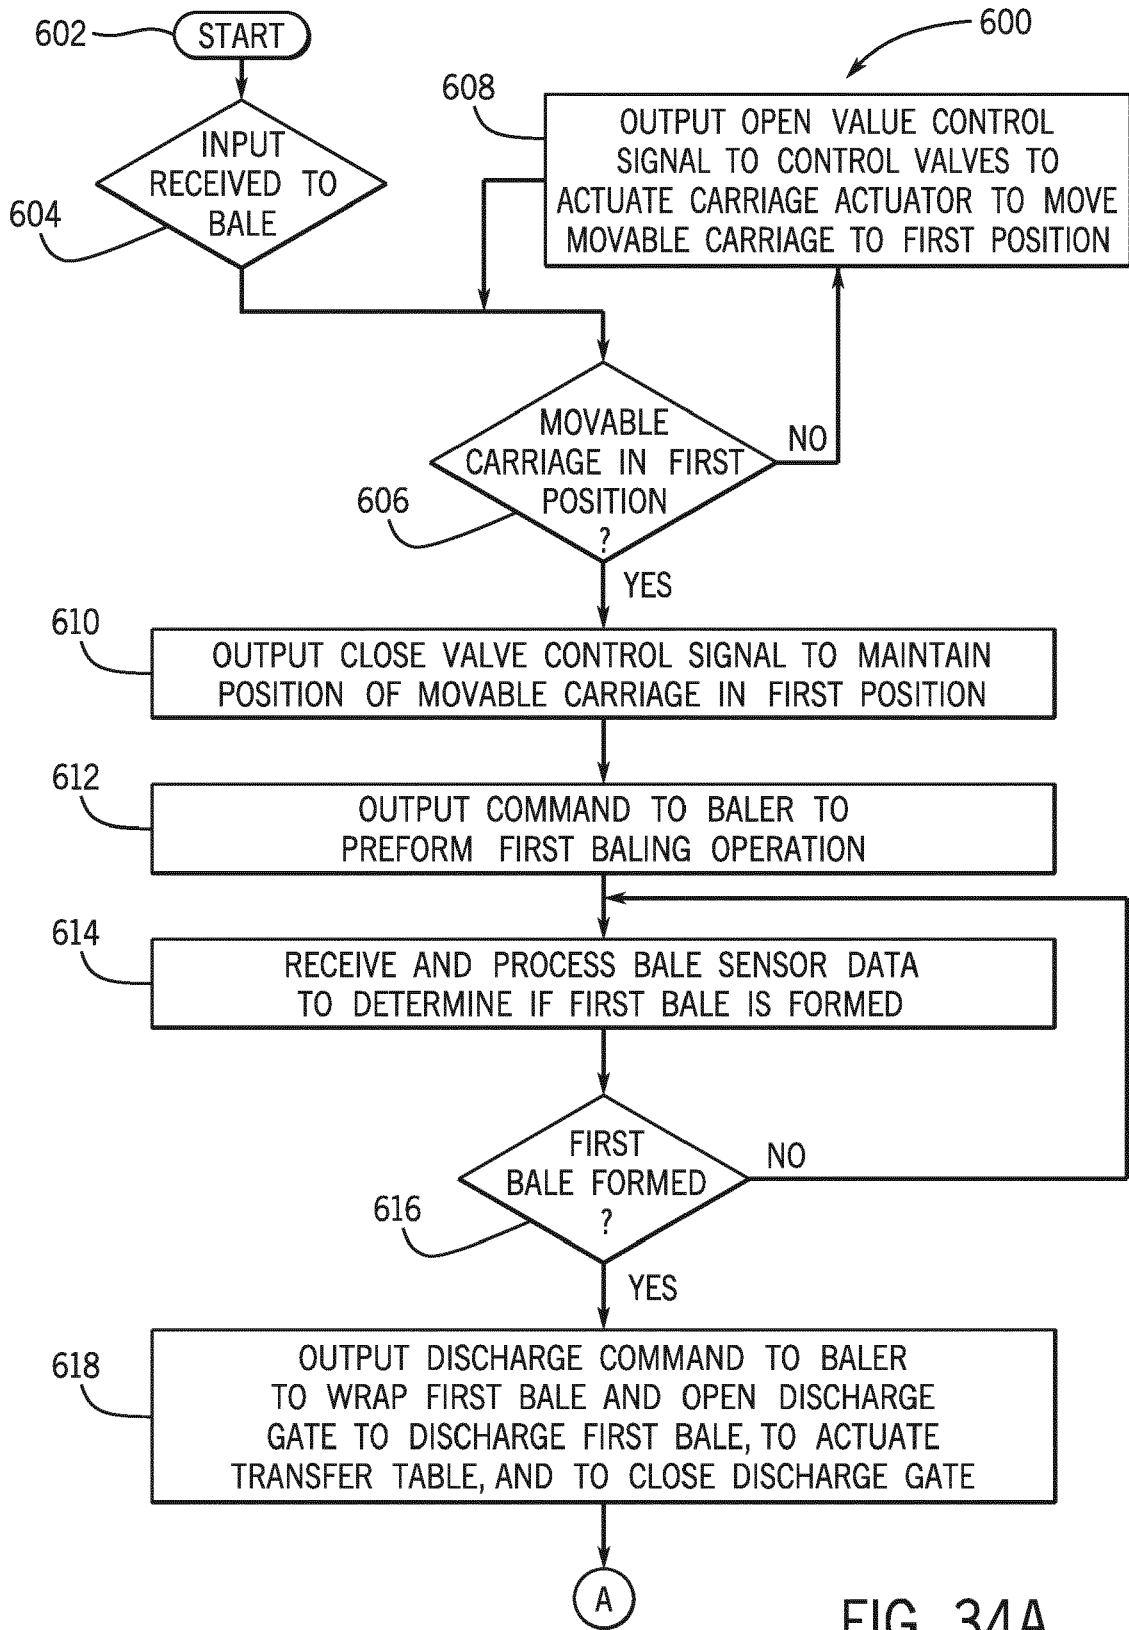 602
START
600
604
INPUT
RECEIVED TO
BALE
608
OUTPUT OPEN VALUE CONTROL
SIGNAL TO CONTROL VALVES TO
ACTUATE CARRIAGE ACTUATOR TO MOVE
MOVABLE CARRIAGE TO FIRST POSITION
606
MOVABLE
CARRIAGE IN FIRST
POSITION
?
NO
YES
610
OUTPUT CLOSE VALVE CONTROL SIGNAL TO MAINTAIN
POSITION OF MOVABLE CARRIAGE IN FIRST POSITION
612
OUTPUT COMMAND TO BALER TO
PREFORM FIRST BALING OPERATION
614
RECEIVE AND PROCESS BALE SENSOR DATA
TO DETERMINE IF FIRST BALE IS FORMED
616
FIRST
BALE FORMED
?
NO
YES
618
OUTPUT DISCHARGE COMMAND TO BALER
TO WRAP FIRST BALE AND OPEN DISCHARGE
GATE TO DISCHARGE FIRST BALE, TO ACTUATE
TRANSFER TABLE, AND TO CLOSE DISCHARGE GATE
A
FIG. 34A